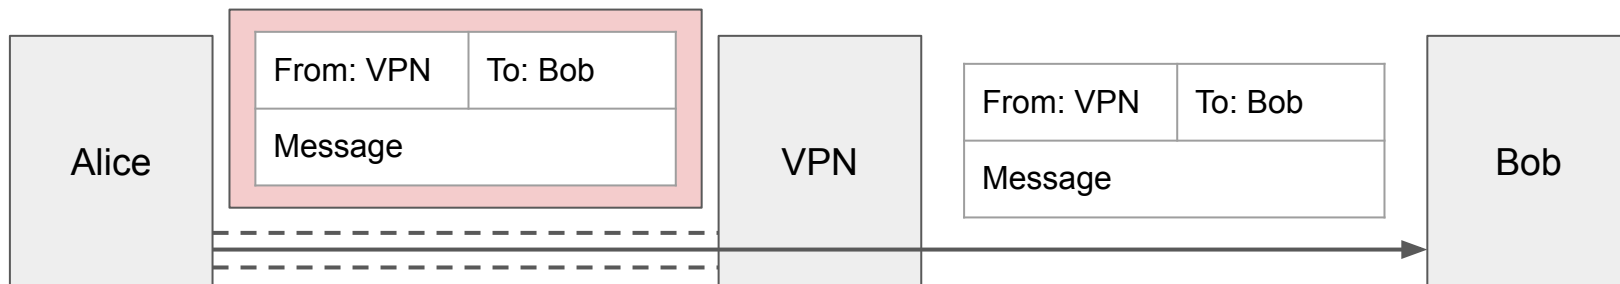 Alice
From: VPN
To: Bob
Message
VPN
From: VPN
To: Bob
Message
Bob